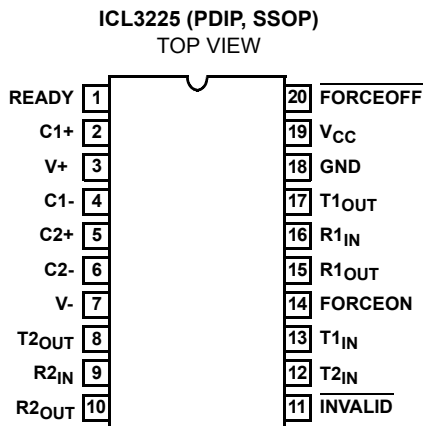 ICL3225 (PDIP, SSOP)
TOP VIEW
READY 1 20 FORCEOFF
C1+ 2 19 VCC
V+ 3 18 GND
C1- 4 17 T1OUT
C2+ 5 16 R1IN
C2- 6 15 R1OUT
V- 7 14 FORCEON
T2OUT 8 13 T1IN
R2IN 9 12 T2IN
R2OUT 10 11 INVALID